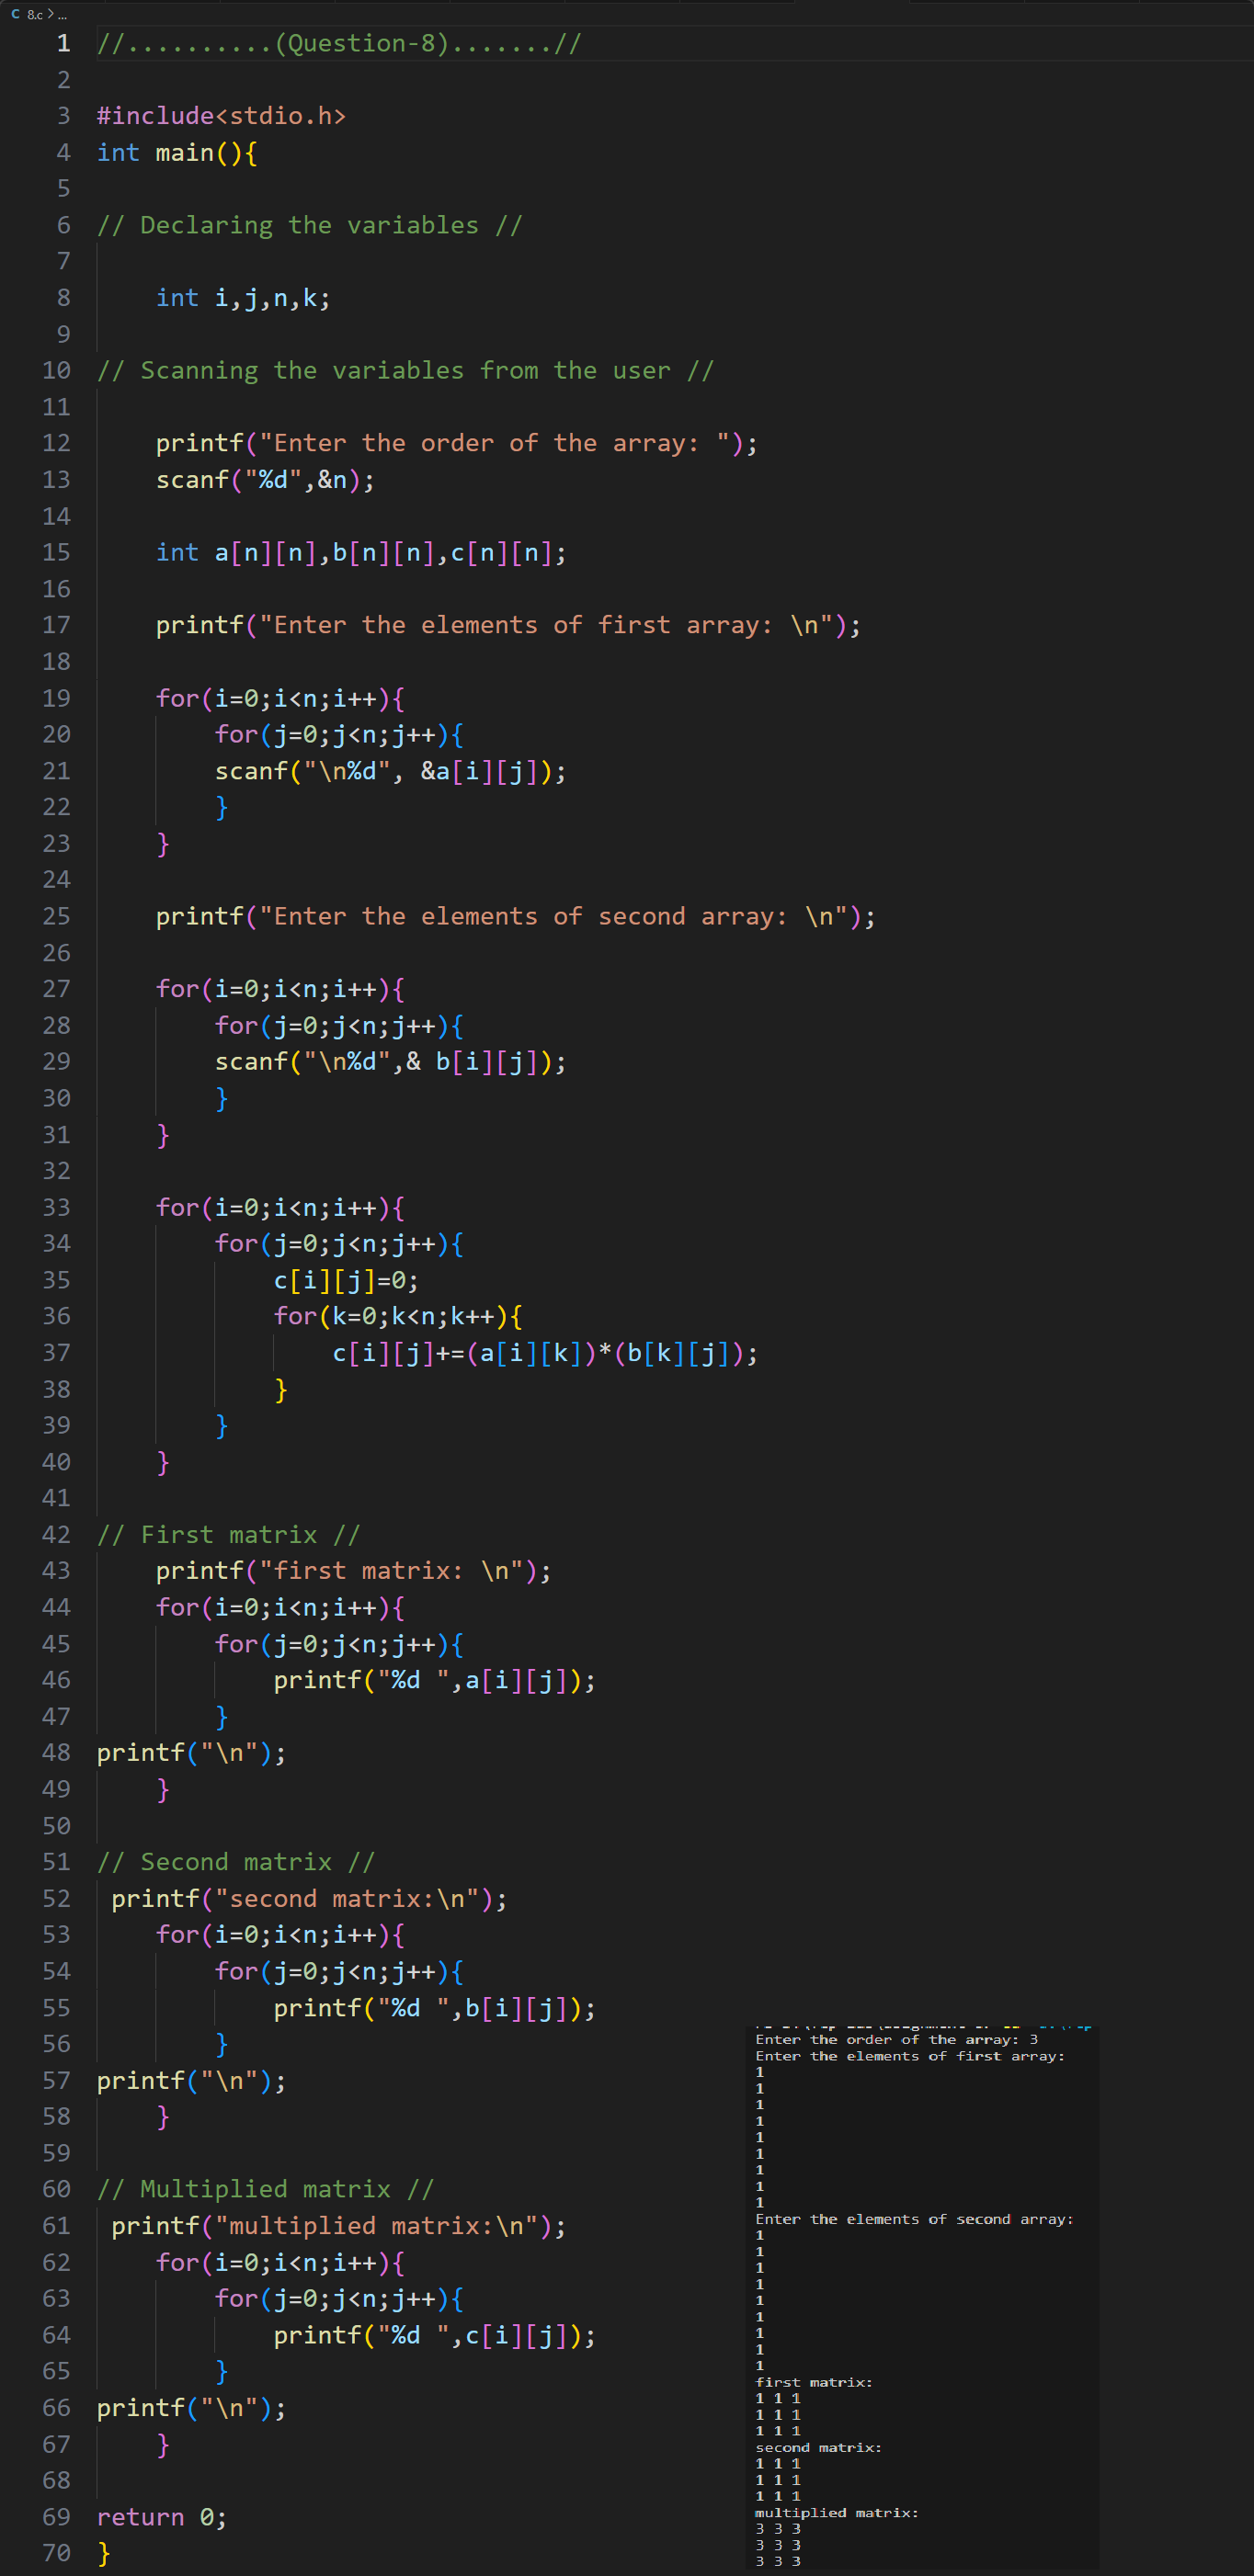 C 8.c > ...
1 //..........(Question-8).......//
2
3 #include<stdio.h>
4 int main(){
5
6 // Declaring the variables //
7
8     int i,j,n,k;
9
10 // Scanning the variables from the user //
11
12     printf("Enter the order of the array: ");
13     scanf("%d",&n);
14
15     int a[n][n],b[n][n],c[n][n];
16
17     printf("Enter the elements of first array: \n");
18
19     for(i=0;i<n;i++){
20         for(j=0;j<n;j++){
21         scanf("\n%d", &a[i][j]);
22         }
23     }
24
25     printf("Enter the elements of second array: \n");
26
27     for(i=0;i<n;i++){
28         for(j=0;j<n;j++){
29         scanf("\n%d",& b[i][j]);
30         }
31     }
32
33     for(i=0;i<n;i++){
34         for(j=0;j<n;j++){
35             c[i][j]=0;
36             for(k=0;k<n;k++){
37                 c[i][j]+=(a[i][k])*(b[k][j]);
38             }
39         }
40     }
41
42 // First matrix //
43     printf("first matrix: \n");
44     for(i=0;i<n;i++){
45         for(j=0;j<n;j++){
46             printf("%d ",a[i][j]);
47         }
48 printf("\n");
49     }
50
51 // Second matrix //
52  printf("second matrix:\n");
53     for(i=0;i<n;i++){
54         for(j=0;j<n;j++){
55             printf("%d ",b[i][j]);
56         }
57 printf("\n");
58     }
59
60 // Multiplied matrix //
61  printf("multiplied matrix:\n");
62     for(i=0;i<n;i++){
63         for(j=0;j<n;j++){
64             printf("%d ",c[i][j]);
65         }
66 printf("\n");
67     }
68
69 return 0;
70 }
Enter the order of the array: 3
Enter the elements of first array:
1
1
1
1
1
1
1
1
1
Enter the elements of second array:
1
1
1
1
1
1
1
1
1
first matrix:
1 1 1
1 1 1
1 1 1
second matrix:
1 1 1
1 1 1
1 1 1
multiplied matrix:
3 3 3
3 3 3
3 3 3